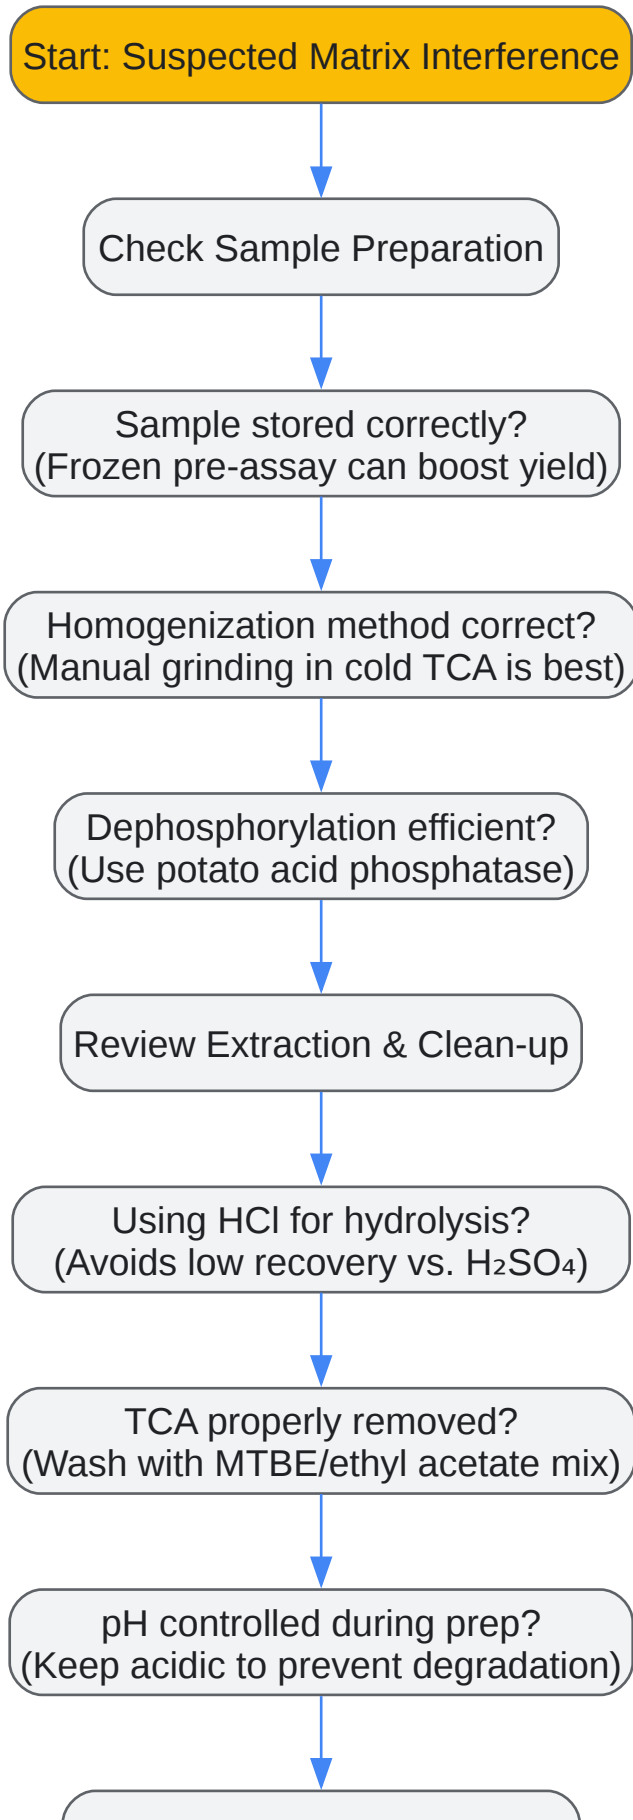 Start: Suspected Matrix Interference
Check Sample Preparation
Sample stored correctly?
(Frozen pre-assay can boost yield)
Homogenization method correct?
(Manual grinding in cold TCA is best)
Dephosphorylation efficient?
(Use potato acid phosphatase)
Review Extraction & Clean-up
Using HCl for hydrolysis?
(Avoids low recovery vs. H₂SO₄)
TCA properly removed?
(Wash with MTBE/ethyl acetate mix)
pH controlled during prep?
(Keep acidic to prevent degradation)